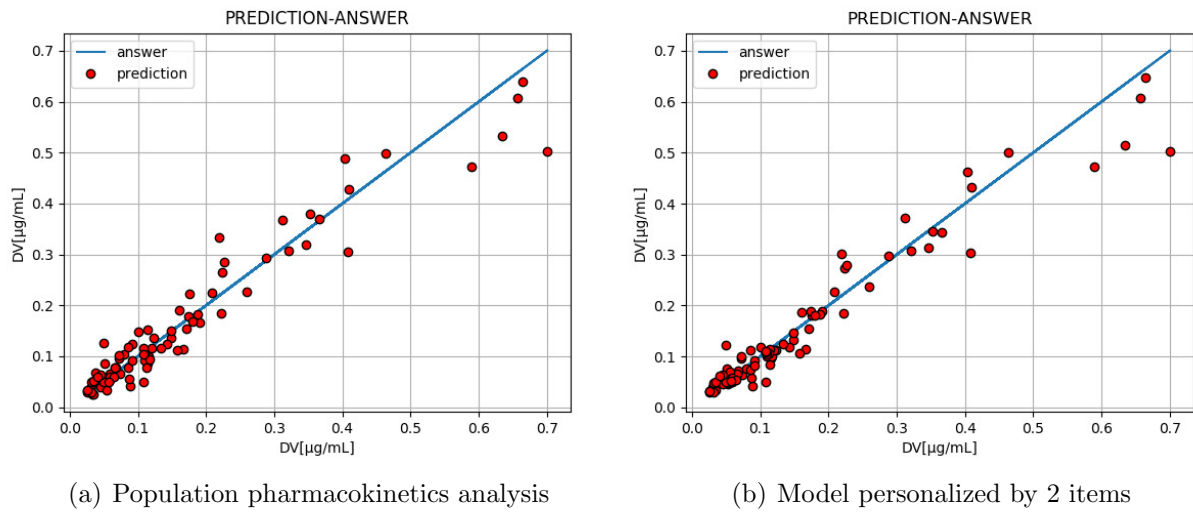 PREDICTION-ANSWER
answer
prediction
0.7
0.6
0.5
0.4
0.3
0.2
0.1
0.0
DV[µg/mL]
0.0 0.1 0.2 0.3 0.4 0.5 0.6 0.7
DV[µg/mL]
(a) Population pharmacokinetics analysis
PREDICTION-ANSWER
answer
prediction
0.7
0.6
0.5
0.4
0.3
0.2
0.1
0.0
DV[µg/mL]
0.0 0.1 0.2 0.3 0.4 0.5 0.6 0.7
DV[µg/mL]
(b) Model personalized by 2 items